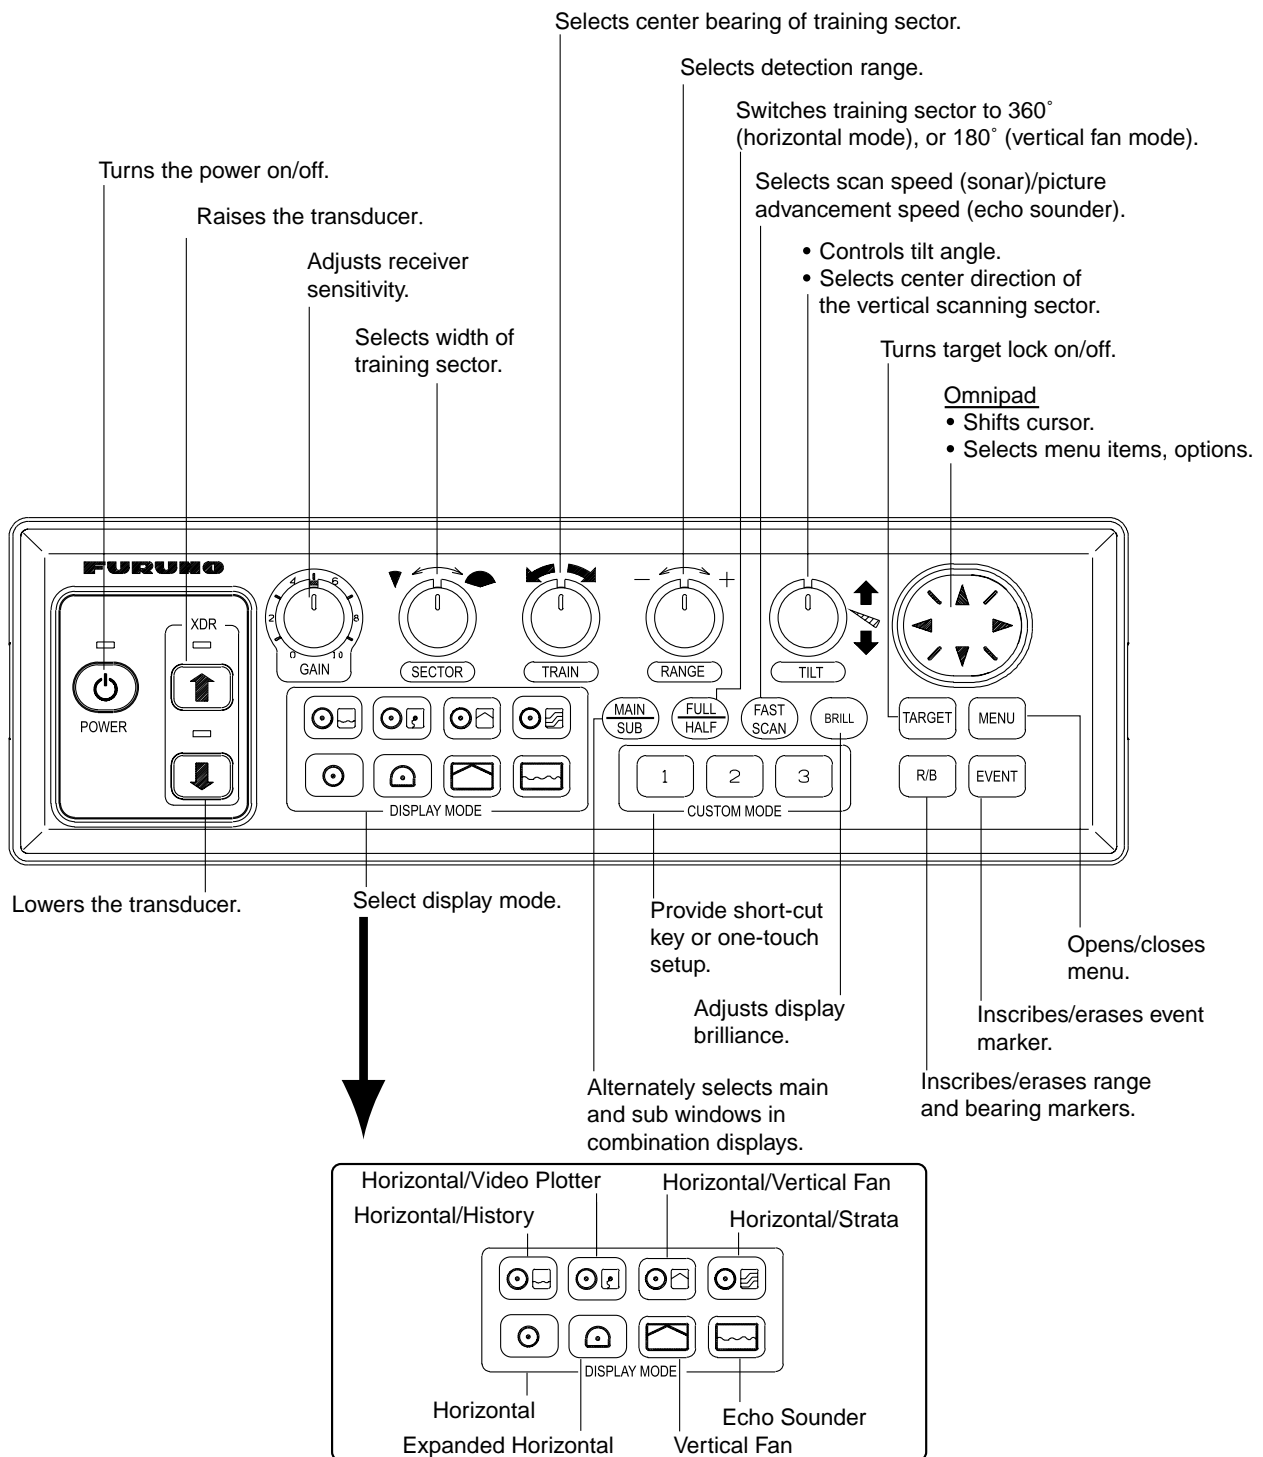 Selects center bearing of training sector.
Selects detection range.
Switches training sector to 360˚
(horizontal mode), or 180˚ (vertical fan mode).
Turns the power on/off.
Selects scan speed (sonar)/picture
advancement speed (echo sounder).
Raises the transducer.
• Controls tilt angle.
• Selects center direction of
the vertical scanning sector.
Adjusts receiver
sensitivity.
Selects width of
training sector.
Turns target lock on/off.
Omnipad
• Shifts cursor.
• Selects menu items, options.
FURUNO
XDR
POWER
0 2 4 6 8 10
GAIN
SECTOR
TRAIN
− +
RANGE
TILT
MAIN
SUB
FULL
HALF
FAST
SCAN
BRILL
TARGET
MENU
R/B
EVENT
1 2 3
DISPLAY MODE
CUSTOM MODE
Lowers the transducer.
Select display mode.
Provide short-cut
key or one-touch
setup.
Opens/closes
menu.
Adjusts display
brilliance.
Inscribes/erases event
marker.
Inscribes/erases range
and bearing markers.
Alternately selects main
and sub windows in
combination displays.
Horizontal/Video Plotter
Horizontal/Vertical Fan
Horizontal/History
Horizontal/Strata
DISPLAY MODE
Horizontal
Echo Sounder
Expanded Horizontal
Vertical Fan